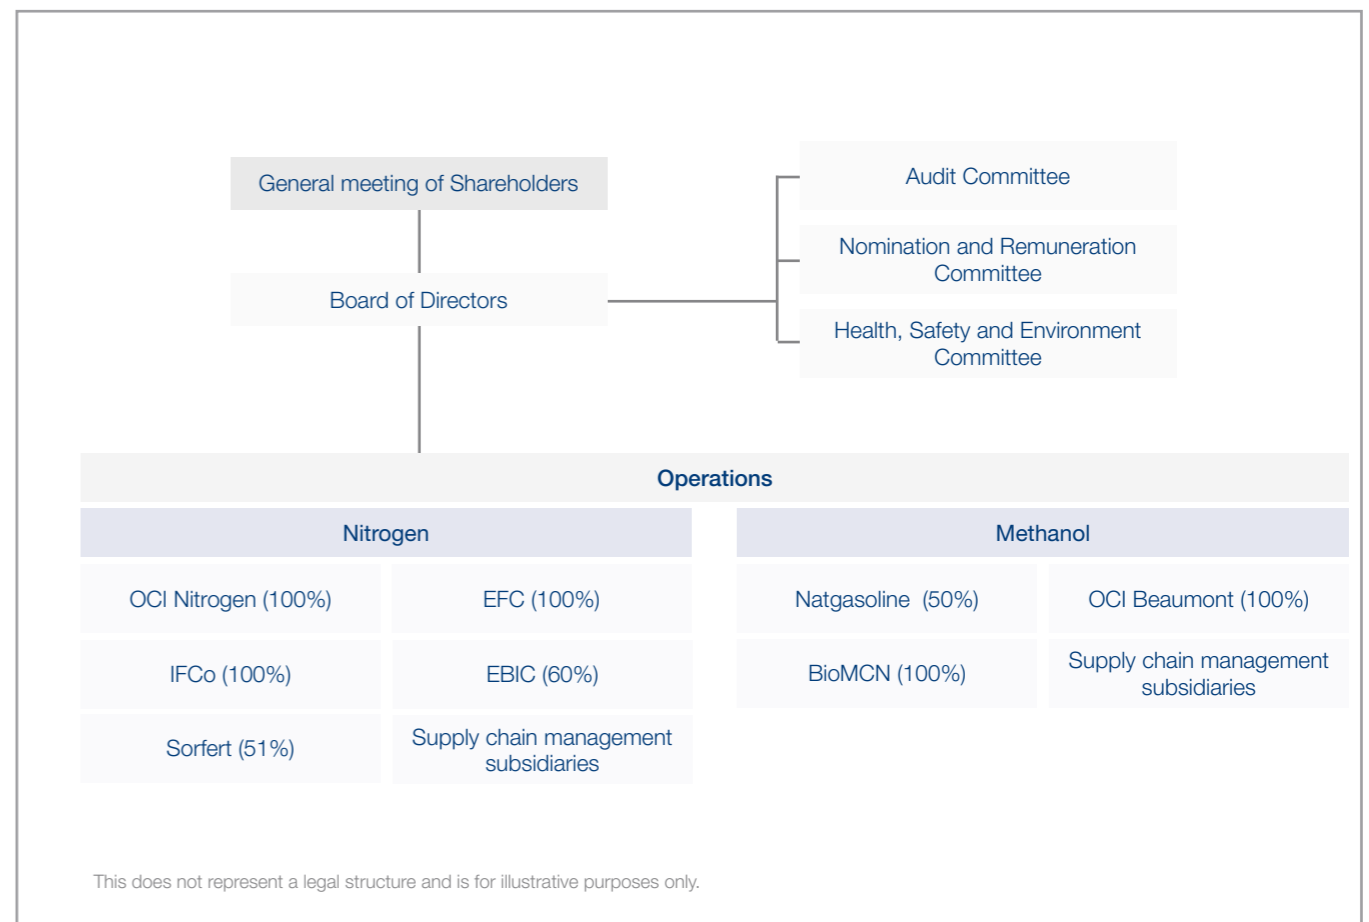 General meeting of Shareholders
Board of Directors
Audit Committee
Nomination and Remuneration
Committee
Health, Safety and Environment
Committee
Operations
Nitrogen
OCI Nitrogen (100%)
EFC (100%)
IFCo (100%)
EBIC (60%)
Sorfert (51%)
Supply chain management
subsidiaries
Methanol
Natgasoline (50%)
OCI Beaumont (100%)
BioMCN (100%)
Supply chain management
subsidiaries
This does not represent a legal structure and is for illustrative purposes only.